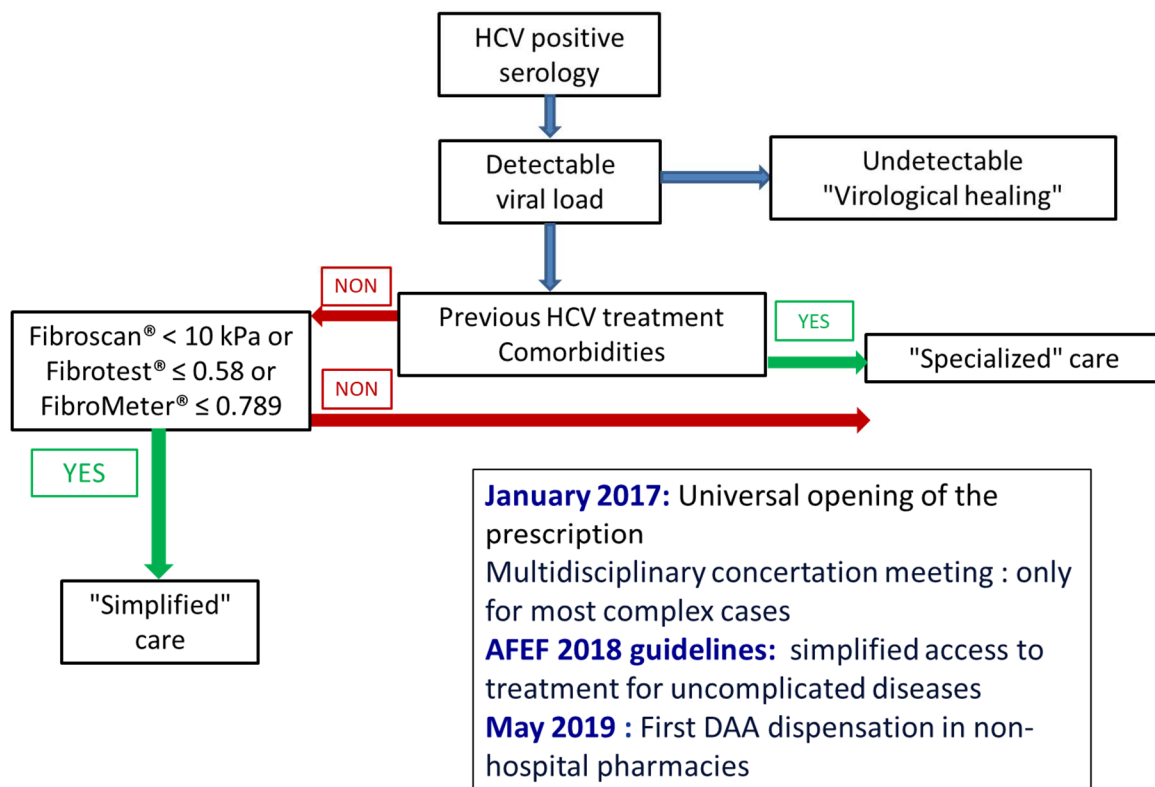 HCV positive
serology
Detectable
viral load
Undetectable
"Virological healing"
NON
Previous HCV treatment
Comorbidities
YES
"Specialized" care
Fibroscan® < 10 kPa or
Fibrotest® ≤ 0.58 or
FibroMeter® ≤ 0.789
NON
YES
"Simplified"
care
January 2017: Universal opening of the
prescription
Multidisciplinary concertation meeting : only
for most complex cases
AFEF 2018 guidelines: simplified access to
treatment for uncomplicated diseases
May 2019 : First DAA dispensation in non-
hospital pharmacies